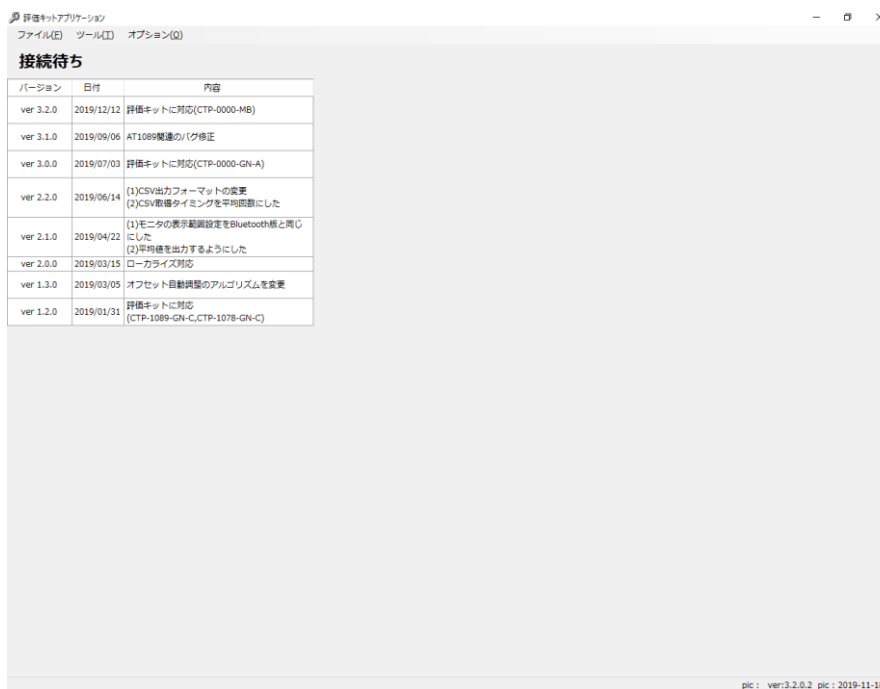 評価キットアプリケーション
ファイル(F) ツール(T) オプション(O)
接続待ち
バージョン 日付 内容
ver 3.2.0 2019/12/12 評価キットに対応(CTP-0000-MB)
ver 3.1.0 2019/09/06 AT1089関連のバグ修正
ver 3.0.0 2019/07/03 評価キットに対応(CTP-0000-GN-A)
ver 2.2.0 2019/06/14 (1)CSV出力フォーマットの変更
(2)CSV取得タイミングを平均回数にした
ver 2.1.0 2019/04/22 (1)モニタの表示範囲設定をBluetooth版と同じ
にした
(2)平均値を出力するようにした
ver 2.0.0 2019/03/15 ローカライズ対応
ver 1.3.0 2019/03/05 オフセット自動調整のアルゴリズムを変更
ver 1.2.0 2019/01/31 評価キットに対応
(CTP-1089-GN-C,CTP-1078-GN-C)
pic : ver:3.2.0.2 pic : 2019-11-18